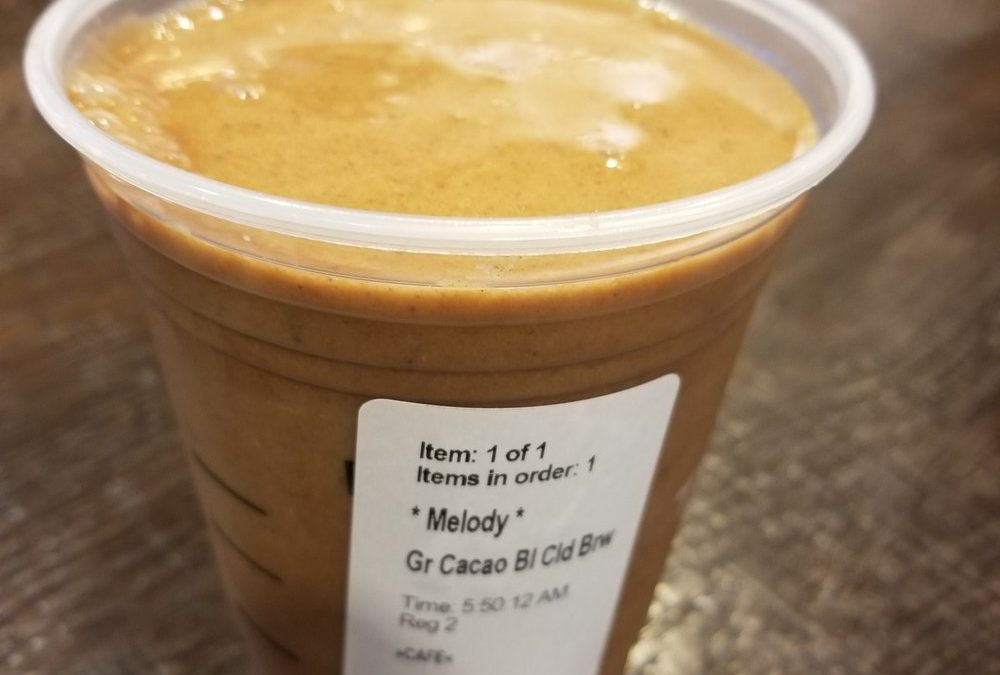 Item: 1 of 1
Items in order: 1
* Melody *
Gr Cacao Bl Cld Brw
Time: 5:50:12 AM
Reg 2
>CAFE<